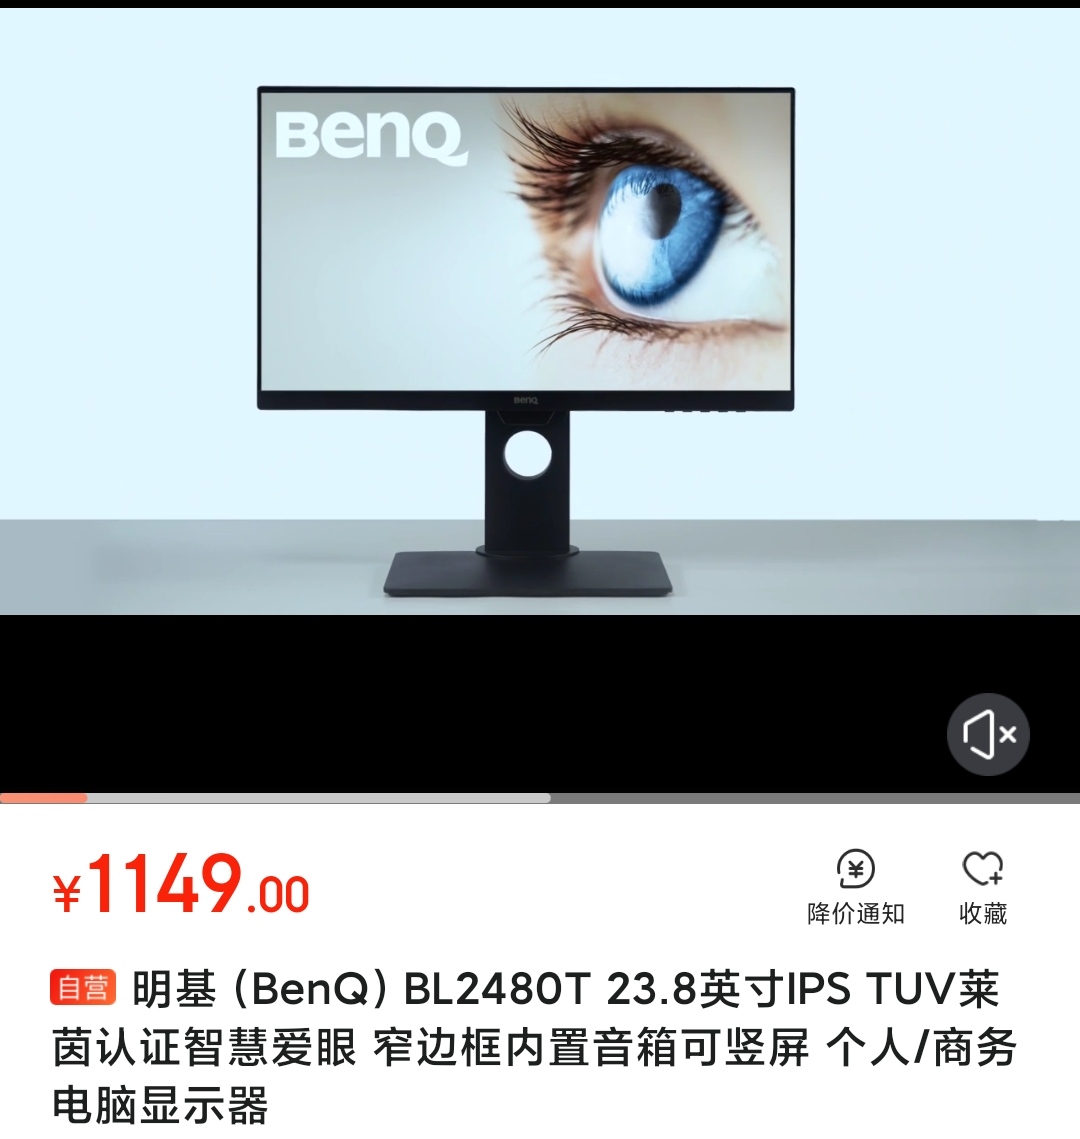 BenQ
BenQ
¥1149.00
降价通知
收藏
自营 明基（BenQ）BL2480T 23.8英寸IPS TUV莱
茵认证智慧爱眼 窄边框内置音箱可竖屏 个人/商务
电脑显示器